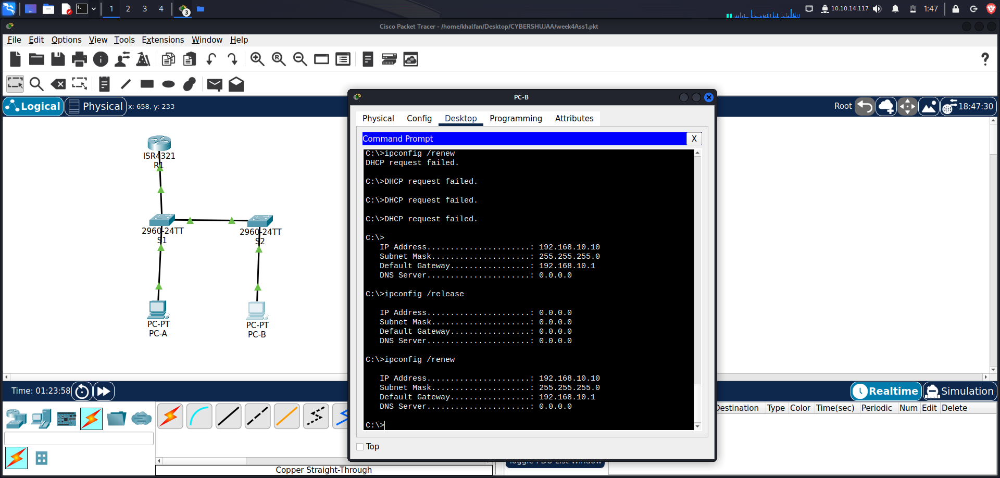 1
2
3
4
3
10.10.14.117
1:47
Cisco Packet Tracer - /home/khalfan/Desktop/CYBERSHUJAA/week4Ass1.pkt
File Edit Options View Tools Extensions Window Help
Logical
Physical
x: 658, y: 233
Root
18:47:30
ISR4321
R1
2960-24TT
S1
2960-24TT
S2
PC-PT
PC-A
PC-PT
PC-B
PC-B
Physical
Config
Desktop
Programming
Attributes
Command Prompt
X
C:\>ipconfig /renew
DHCP request failed.
C:\>DHCP request failed.
C:\>DHCP request failed.
C:\>DHCP request failed.
C:\>
IP Address......................: 192.168.10.10
Subnet Mask.....................: 255.255.255.0
Default Gateway.................: 192.168.10.1
DNS Server......................: 0.0.0.0
C:\>ipconfig /release
IP Address......................: 0.0.0.0
Subnet Mask.....................: 0.0.0.0
Default Gateway.................: 0.0.0.0
DNS Server......................: 0.0.0.0
C:\>ipconfig /renew
IP Address......................: 192.168.10.10
Subnet Mask.....................: 255.255.255.0
Default Gateway.................: 192.168.10.1
DNS Server......................: 0.0.0.0
C:\>
Top
Time: 01:23:58
Realtime
Simulation
Destination Type Color Time(sec) Periodic Num Edit Delete
Toggle PDU List Window
Copper Straight-Through